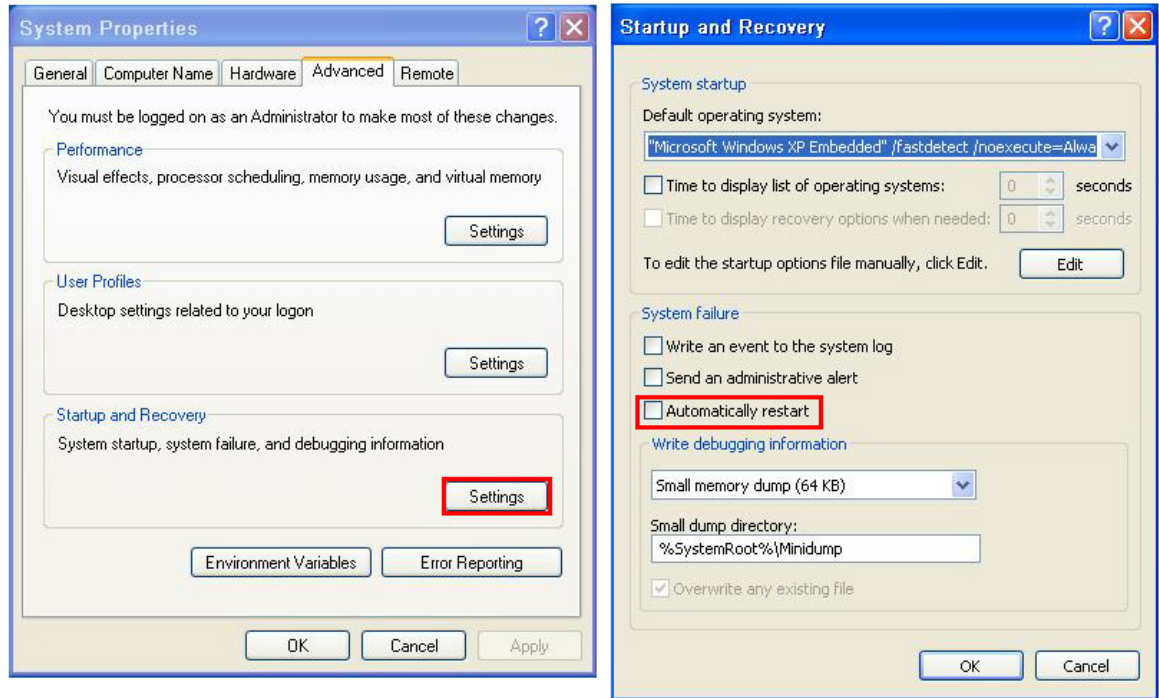 System Properties
General
Computer Name
Hardware
Advanced
Remote
You must be logged on as an Administrator to make most of these changes.
Performance
Visual effects, processor scheduling, memory usage, and virtual memory
Settings
User Profiles
Desktop settings related to your logon
Settings
Startup and Recovery
System startup, system failure, and debugging information
Settings
Environment Variables
Error Reporting
OK
Cancel
Apply
Startup and Recovery
System startup
Default operating system:
"Microsoft Windows XP Embedded" /fastdetect /noexecute=Alwa
Time to display list of operating systems:
0
seconds
Time to display recovery options when needed:
0
seconds
To edit the startup options file manually, click Edit.
Edit
System failure
Write an event to the system log
Send an administrative alert
Automatically restart
Write debugging information
Small memory dump (64 KB)
Small dump directory:
%SystemRoot%\Minidump
Overwrite any existing file
OK
Cancel